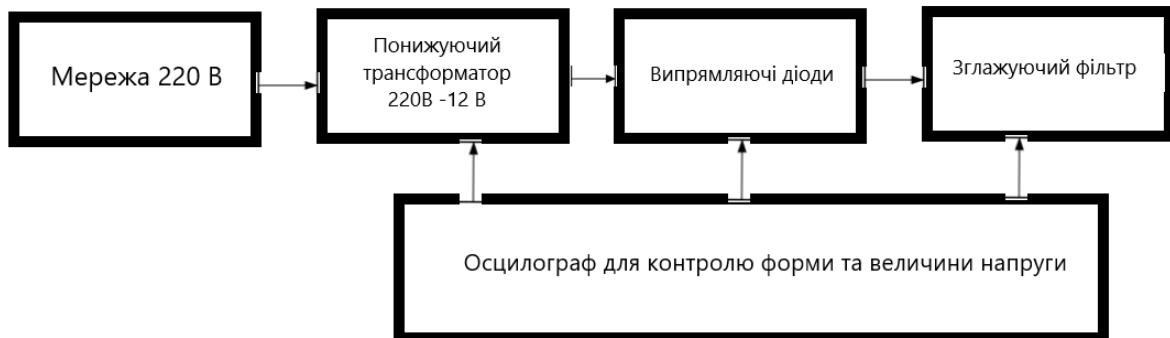 Мережа 220 В
Понижуючий
трансформатор
220В -12 В
Випрямляючі діоди
Зглажуючий фільтр
Осцилограф для контролю форми та величини напруги